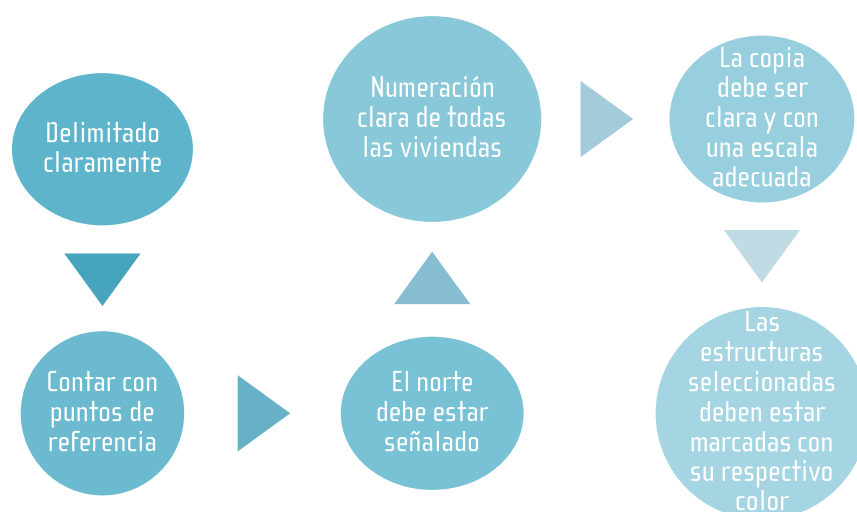 Delimitado
claramente
Contar con
puntos de
referencia
El norte
debe estar
señalado
Numeración
clara de todas
las viviendas
La copia
debe ser
clara y con
una escala
adecuada
Las
estructuras
seleccionadas
deben estar
marcadas con
su respectivo
color